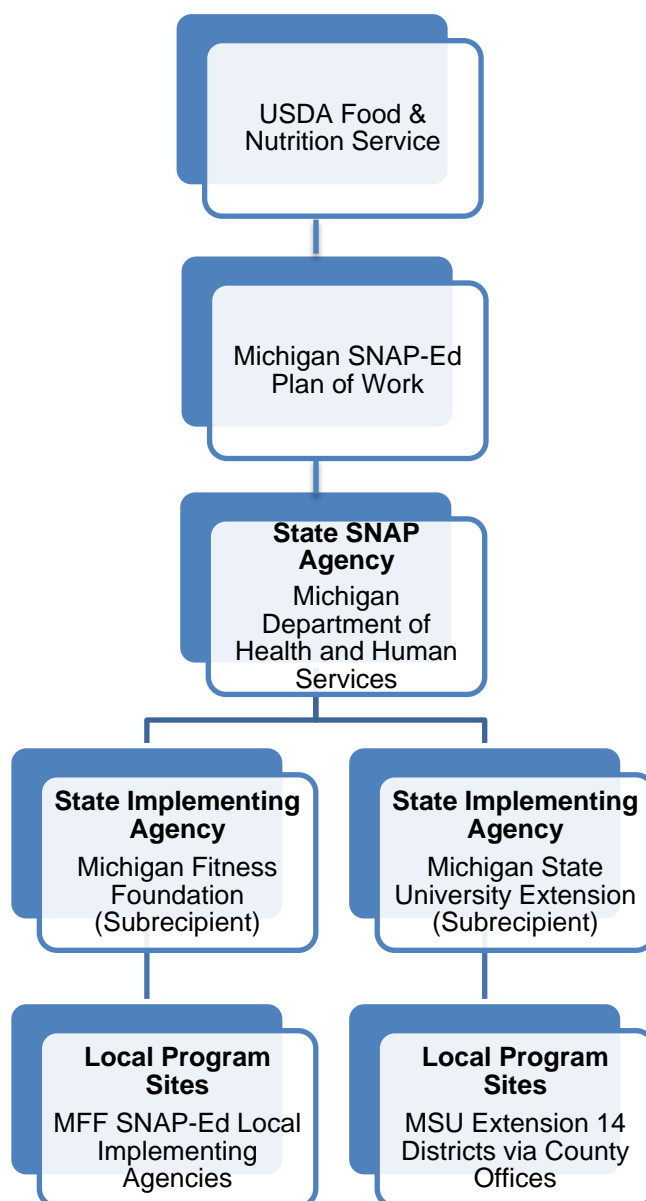 USDA Food &
Nutrition Service
Michigan SNAP-Ed
Plan of Work
State SNAP
Agency
Michigan
Department of
Health and Human
Services
State Implementing
Agency
Michigan Fitness
Foundation
(Subrecipient)
State Implementing
Agency
Michigan State
University Extension
(Subrecipient)
Local Program
Sites
MFF SNAP-Ed Local
Implementing
Agencies
Local Program
Sites
MSU Extension 14
Districts via County
Offices